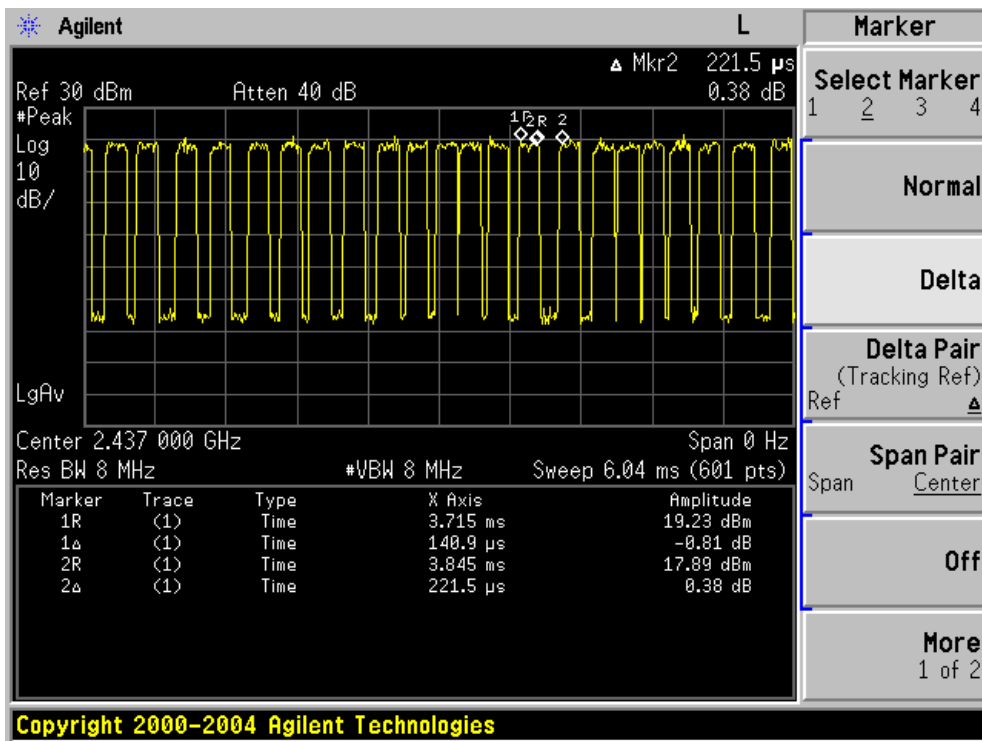 Agilent L Marker
Δ Mkr2 221.5 µs
Ref 30 dBm Atten 40 dB 0.38 dB
#Peak
Log
10
dB/
1R 2R 2
LgAv
Center 2.437 000 GHz Span 0 Hz
Res BW 8 MHz #VBW 8 MHz Sweep 6.04 ms (601 pts)
Marker Trace Type X Axis Amplitude
1R (1) Time 3.715 ms 19.23 dBm
1Δ (1) Time 140.9 µs -0.81 dB
2R (1) Time 3.845 ms 17.89 dBm
2Δ (1) Time 221.5 µs 0.38 dB
Select Marker
1 2 3 4
Normal
Delta
Delta Pair
(Tracking Ref)
Ref Δ
Span Pair
Span Center
Off
More
1 of 2
Copyright 2000-2004 Agilent Technologies